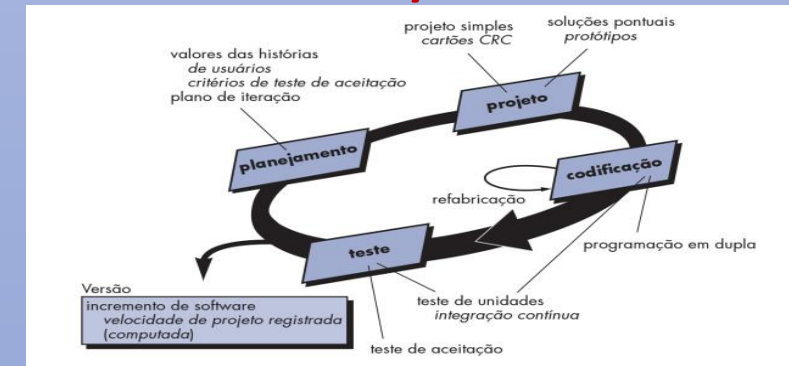 projeto simples
cartões CRC
soluções pontuais
protótipos
valores das histórias
de usuários
critérios de teste de aceitação
plano de iteração
projeto
planejamento
codificação
refabricação
programação em dupla
teste
Versão
incremento de software
velocidade de projeto registrada
(computada)
teste de unidades
integração contínua
teste de aceitação